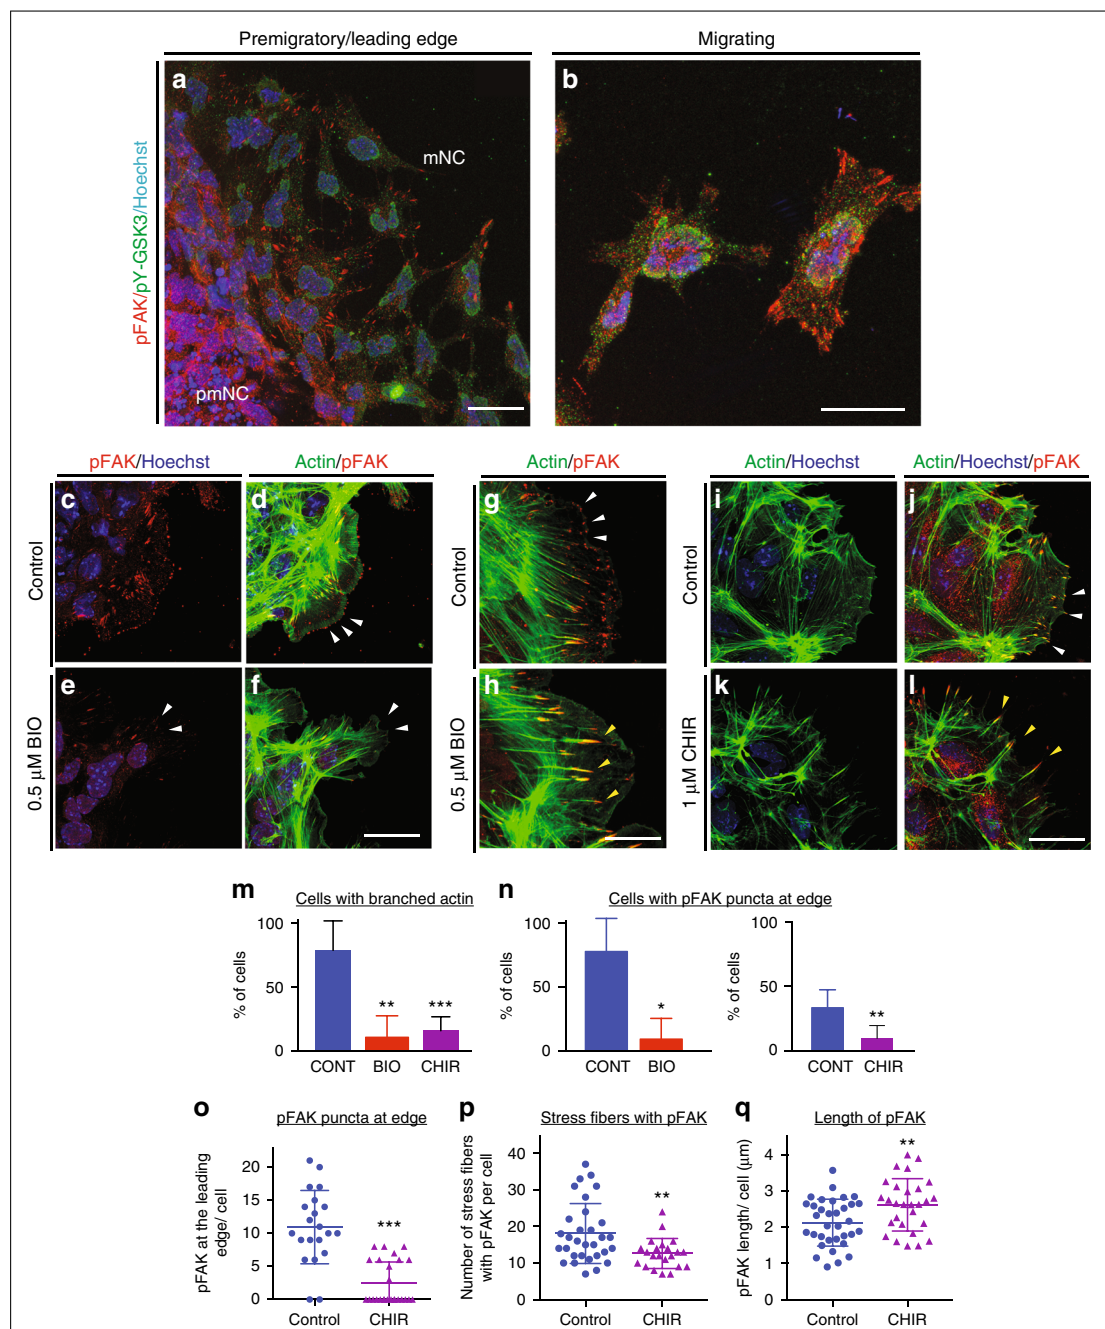 Premigratory/leading edge
Migrating
pFAK/pY-GSK3/Hoechst
a
mNC
pmNC
b
pFAK/Hoechst
Actin/pFAK
Actin/pFAK
Actin/Hoechst
Actin/Hoechst/pFAK
Control
c
d
Control
g
Control
i
j
0.5 µM BIO
e
f
0.5 µM BIO
h
1 µM CHIR
k
l
m
Cells with branched actin
% of cells
100
50
0
**
***
CONT
BIO
CHIR
n
Cells with pFAK puncta at edge
% of cells
100
50
0
*
CONT
BIO
% of cells
100
50
0
**
CONT
CHIR
o
pFAK puncta at edge
pFAK at the leading
edge/ cell
20
15
10
5
0
***
Control
CHIR
p
Stress fibers with pFAK
Number of stress fibers
with pFAK per cell
40
30
20
10
0
**
Control
CHIR
q
Length of pFAK
pFAK length/ cell (µm)
4
3
2
1
0
**
Control
CHIR